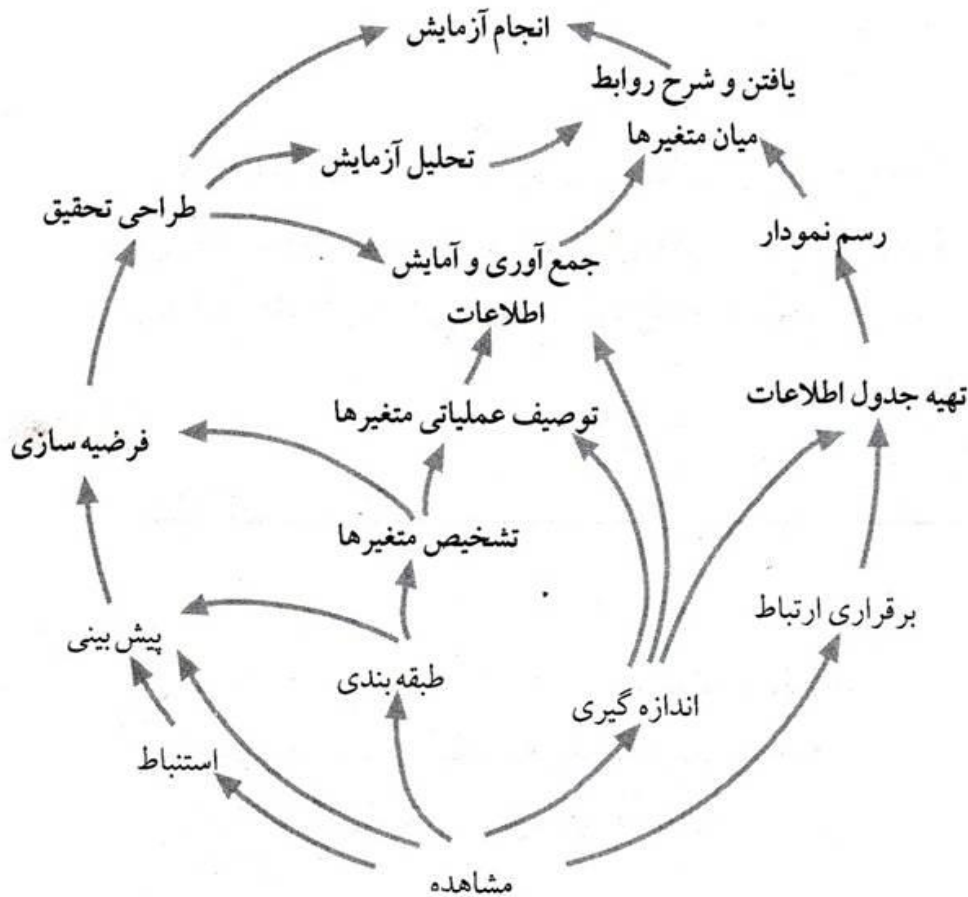 انجام آزمایش
یافتن و شرح روابط
میان متغیرها
تحلیل آزمایش
طراحی تحقیق
رسم نمودار
جمع آوری و آمایش
اطلاعات
تهیه جدول اطلاعات
توصیف عملیاتی متغیرها
فرضیه سازی
تشخیص متغیرها
برقراری ارتباط
پیش بینی
طبقه بندی
اندازه گیری
استنباط
مشاهده